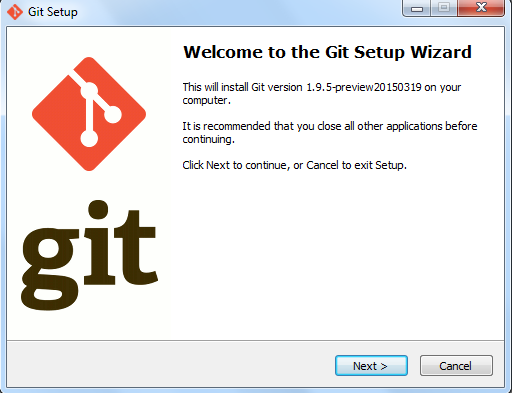 Git Setup
Welcome to the Git Setup Wizard
This will install Git version 1.9.5-preview20150319 on your
computer.
It is recommended that you close all other applications before
continuing.
Click Next to continue, or Cancel to exit Setup.
git
Next >
Cancel